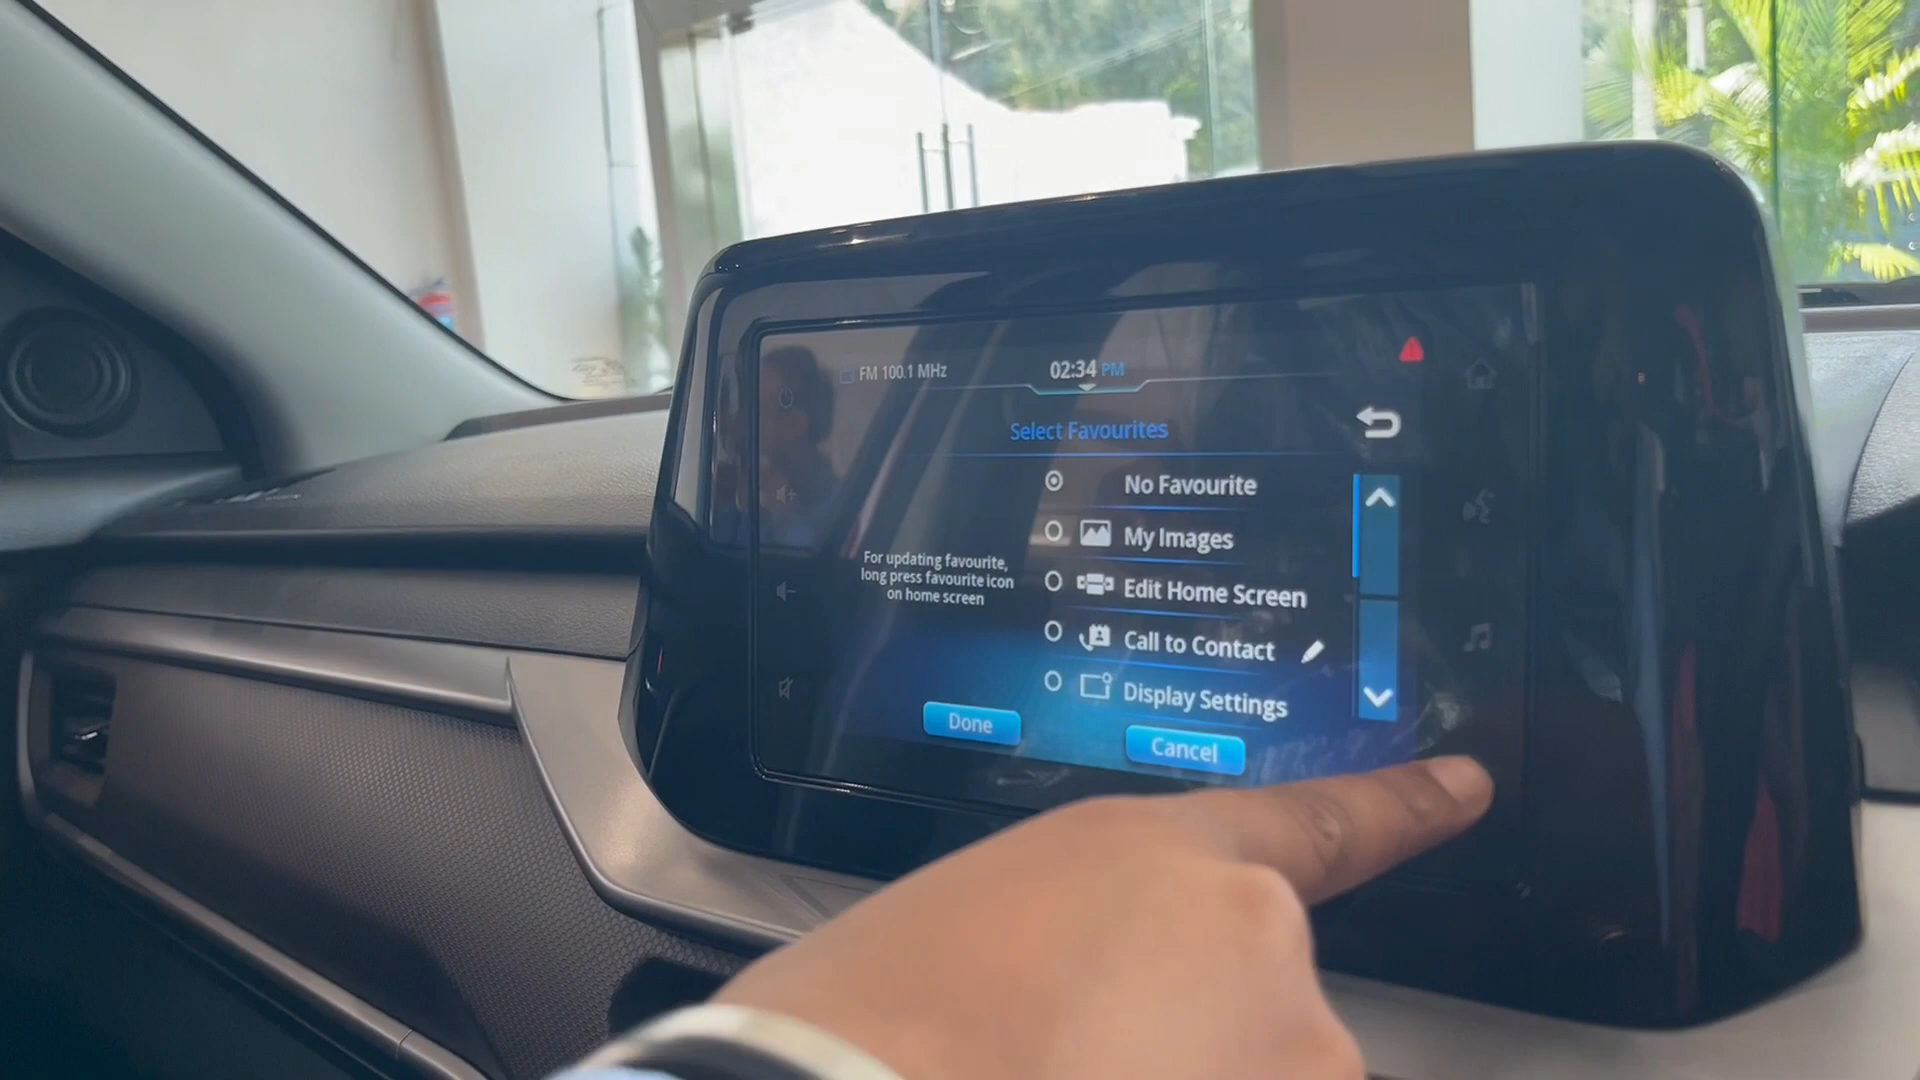 FM 100.1 MHz
02:34 PM
Select Favourites
No Favourite
My Images
For updating favourite,
long press favourite icon
on home screen
Edit Home Screen
Call to Contact
Display Settings
Done
Cancel